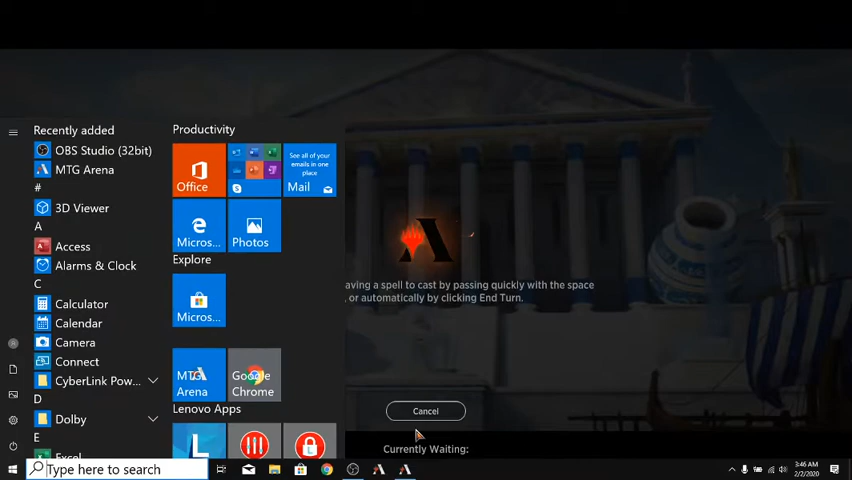 Recently added
OBS Studio (32bit)
MTG Arena
#
3D Viewer
A
Access
Alarms & Clock
C
Calculator
Calendar
Camera
Connect
CyberLink Pow...
D
Dolby
E
Excel
Productivity
Office
See all of your emails in one place
Mail
Micros...
Photos
Explore
Micros...
MTG Arena
Google Chrome
Lenovo Apps
aving a spell to cast by passing quickly with the space
, or automatically by clicking End Turn.
Cancel
Currently Waiting:
Type here to search
3:46 AM
2/2/2020